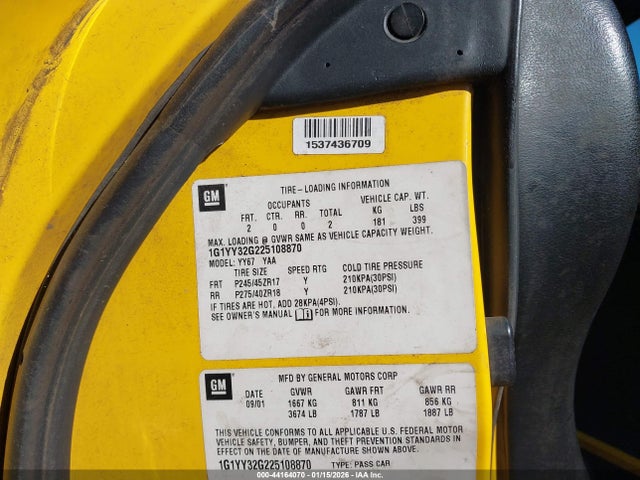 1537436709
GM
TIRE-LOADING INFORMATION
OCCUPANTS VEHICLE CAP. WT.
FRT. CTR. RR. TOTAL KG LBS
2 0 0 2 181 399
MAX. LOADING @ GVWR SAME AS VEHICLE CAPACITY WEIGHT.
1G1YY32G225108870
MODEL: YY67 YAA
TIRE SIZE SPEED RTG COLD TIRE PRESSURE
FRT P245/45ZR17 Y 210KPA(30PSI)
RR P275/40ZR18 Y 210KPA(30PSI)
IF TIRES ARE HOT, ADD 28KPA(4PSI).
SEE OWNER'S MANUAL FOR MORE INFORMATION.
GM
MFD BY GENERAL MOTORS CORP
DATE GVWR GAWR FRT GAWR RR
09/01 1667 KG 811 KG 856 KG
3674 LB 1787 LB 1887 LB
THIS VEHICLE CONFORMS TO ALL APPLICABLE U.S. FEDERAL MOTOR
VEHICLE SAFETY, BUMPER, AND THEFT PREVENTION STANDARDS IN
EFFECT ON THE DATE OF MANUFACTURE SHOWN ABOVE.
1G1YY32G225108870 TYPE: PASS CAR
000-44164070 - 01/15/2026 - IAA Inc.